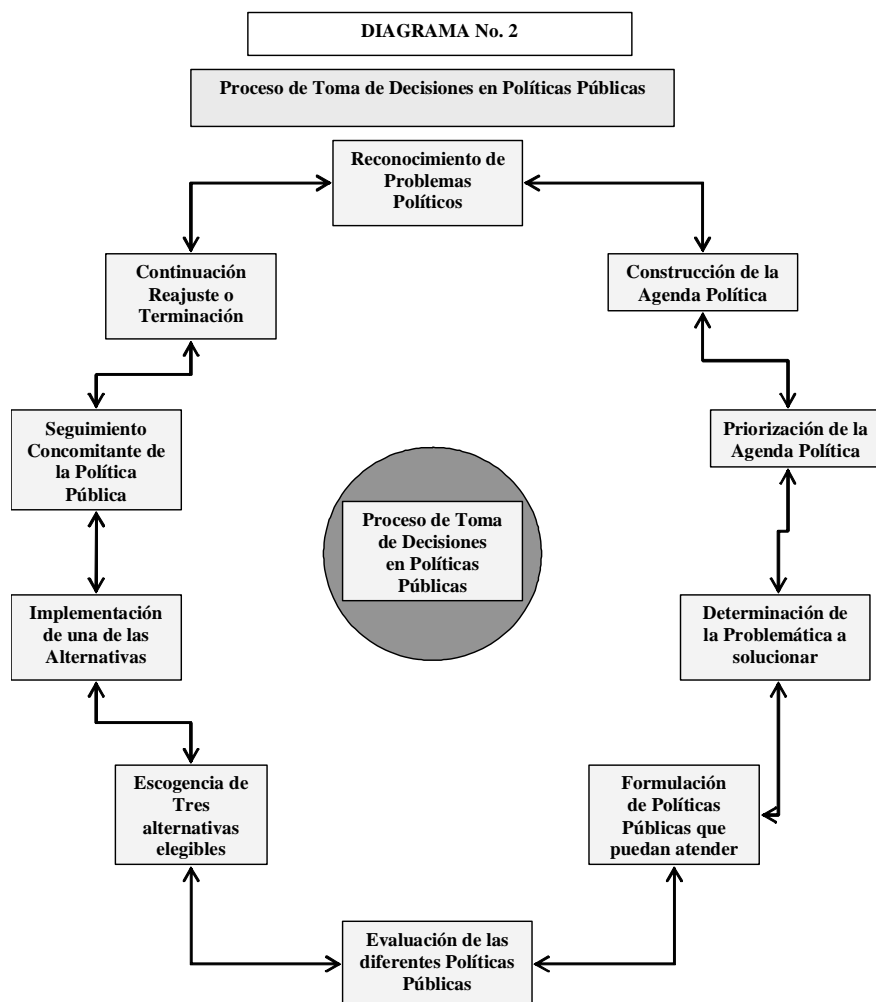 DIAGRAMA No. 2
Proceso de Toma de Decisiones en Políticas Públicas
Reconocimiento de
Problemas
Políticos
Construcción de la
Agenda Política
Priorización de la
Agenda Política
Determinación de
la Problemática a
solucionar
Formulación
de Políticas
Públicas que
puedan atender
Evaluación de las
diferentes Políticas
Públicas
Escogencia de
Tres
alternativas
elegibles
Implementación
de una de las
Alternativas
Seguimiento
Concomitante de
la Política
Pública
Continuación
Reajuste o
Terminación
Proceso de Toma
de Decisiones
en Políticas
Públicas